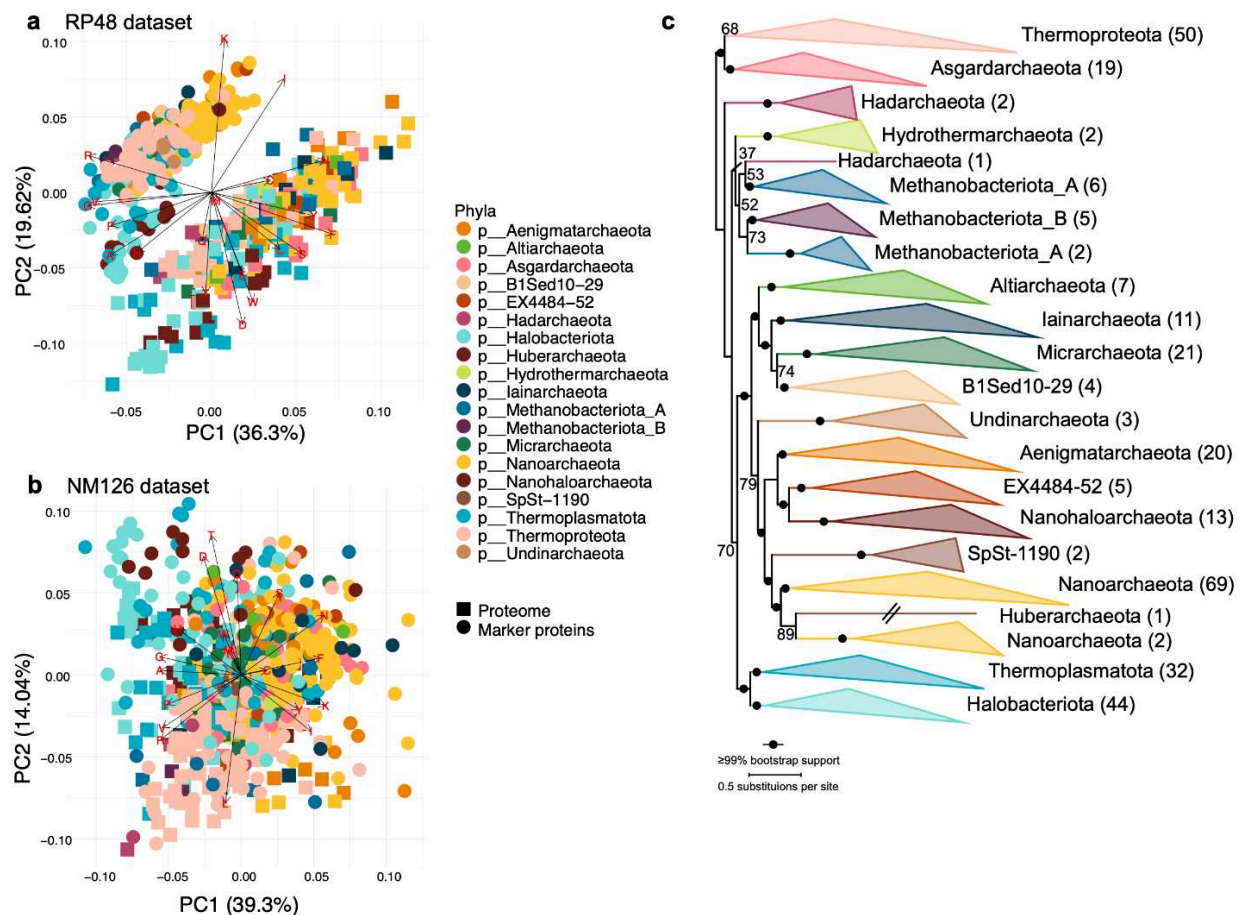 a RP48 dataset
0.10
0.05
0.00
−0.05
−0.10
PC2 (19.62%)
−0.05
0.00
0.05
0.10
PC1 (36.3%)
K
I
R
N
C
M
Y
V
P
A
S
T
W
D
b NM126 dataset
0.10
0.05
0.00
−0.05
−0.10
PC2 (14.04%)
−0.10
−0.05
0.00
0.05
0.10
PC1 (39.3%)
T
D
S
N
G
A
F
C
P
K
V
R
Y
I
L
Phyla
p__Aenigmatarchaeota
p__Altiarchaeota
p__Asgardarchaeota
p__B1Sed10−29
p__EX4484−52
p__Hadarchaeota
p__Halobacteriota
p__Huberarchaeota
p__Hydrothermarchaeota
p__Iainarchaeota
p__Methanobacteriota_A
p__Methanobacteriota_B
p__Micrarchaeota
p__Nanoarchaeota
p__Nanohaloarchaeota
p__SpSt−1190
p__Thermoplasmatota
p__Thermoproteota
p__Undinarchaeota
Proteome
Marker proteins
c
68
Thermoproteota (50)
Asgardarchaeota (19)
Hadarchaeota (2)
Hydrothermarchaeota (2)
37
Hadarchaeota (1)
53
Methanobacteriota_A (6)
52
Methanobacteriota_B (5)
73
Methanobacteriota_A (2)
Altiarchaeota (7)
Iainarchaeota (11)
Micrarchaeota (21)
74
B1Sed10-29 (4)
Undinarchaeota (3)
Aenigmatarchaeota (20)
79
EX4484-52 (5)
Nanohaloarchaeota (13)
70
SpSt-1190 (2)
Nanoarchaeota (69)
Huberarchaeota (1)
89
Nanoarchaeota (2)
Thermoplasmatota (32)
Halobacteriota (44)
≥99% bootstrap support
0.5 substituions per site